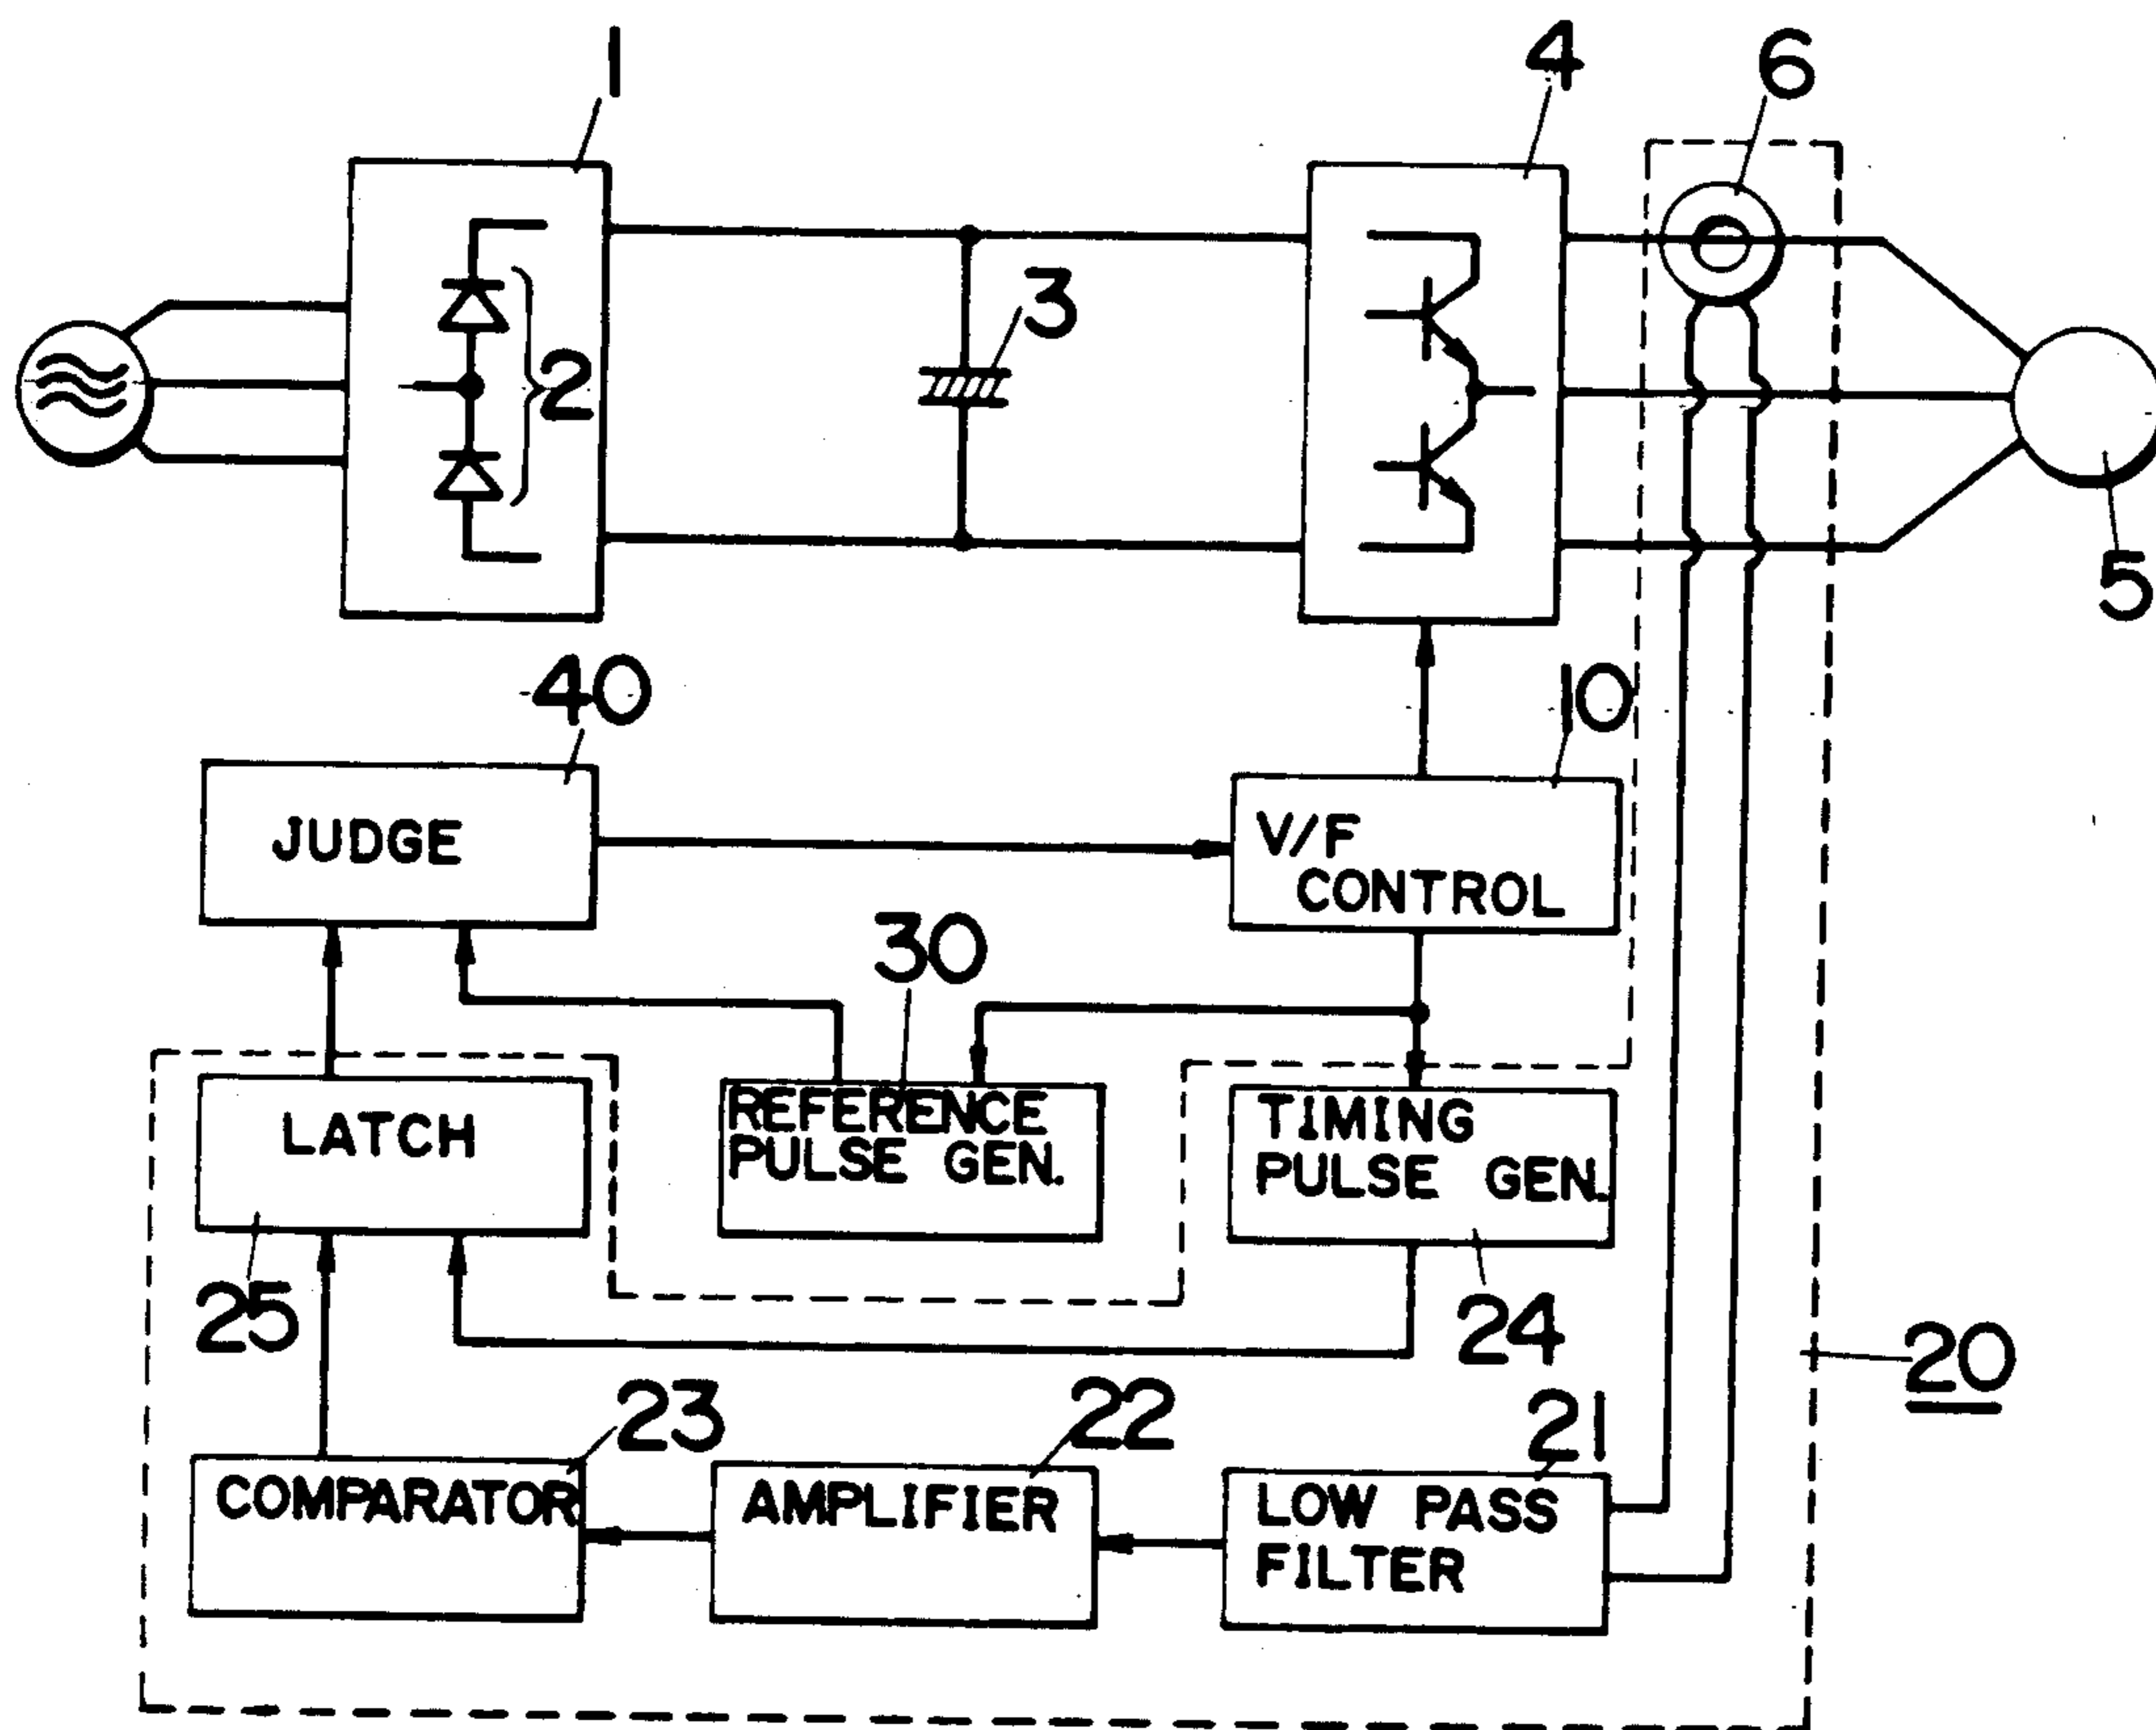 1
4
6
2
3
5
40
10
JUDGE
V/F
CONTROL
30
LATCH
REFERENCE
PULSE GEN.
TIMING
PULSE GEN.
25
24
20
23
22
21
COMPARATOR
AMPLIFIER
LOW PASS
FILTER